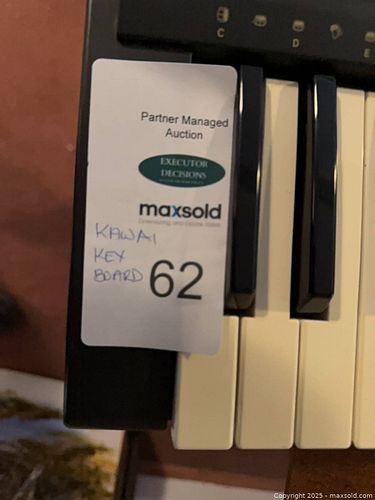 C
D
E
Partner Managed
Auction
EXECUTOR
DECISIONS
maxsold
Downsizing and Estate Sales
KAWAI
KEY
BOARD
62
Copyright 2025 - maxsold.com